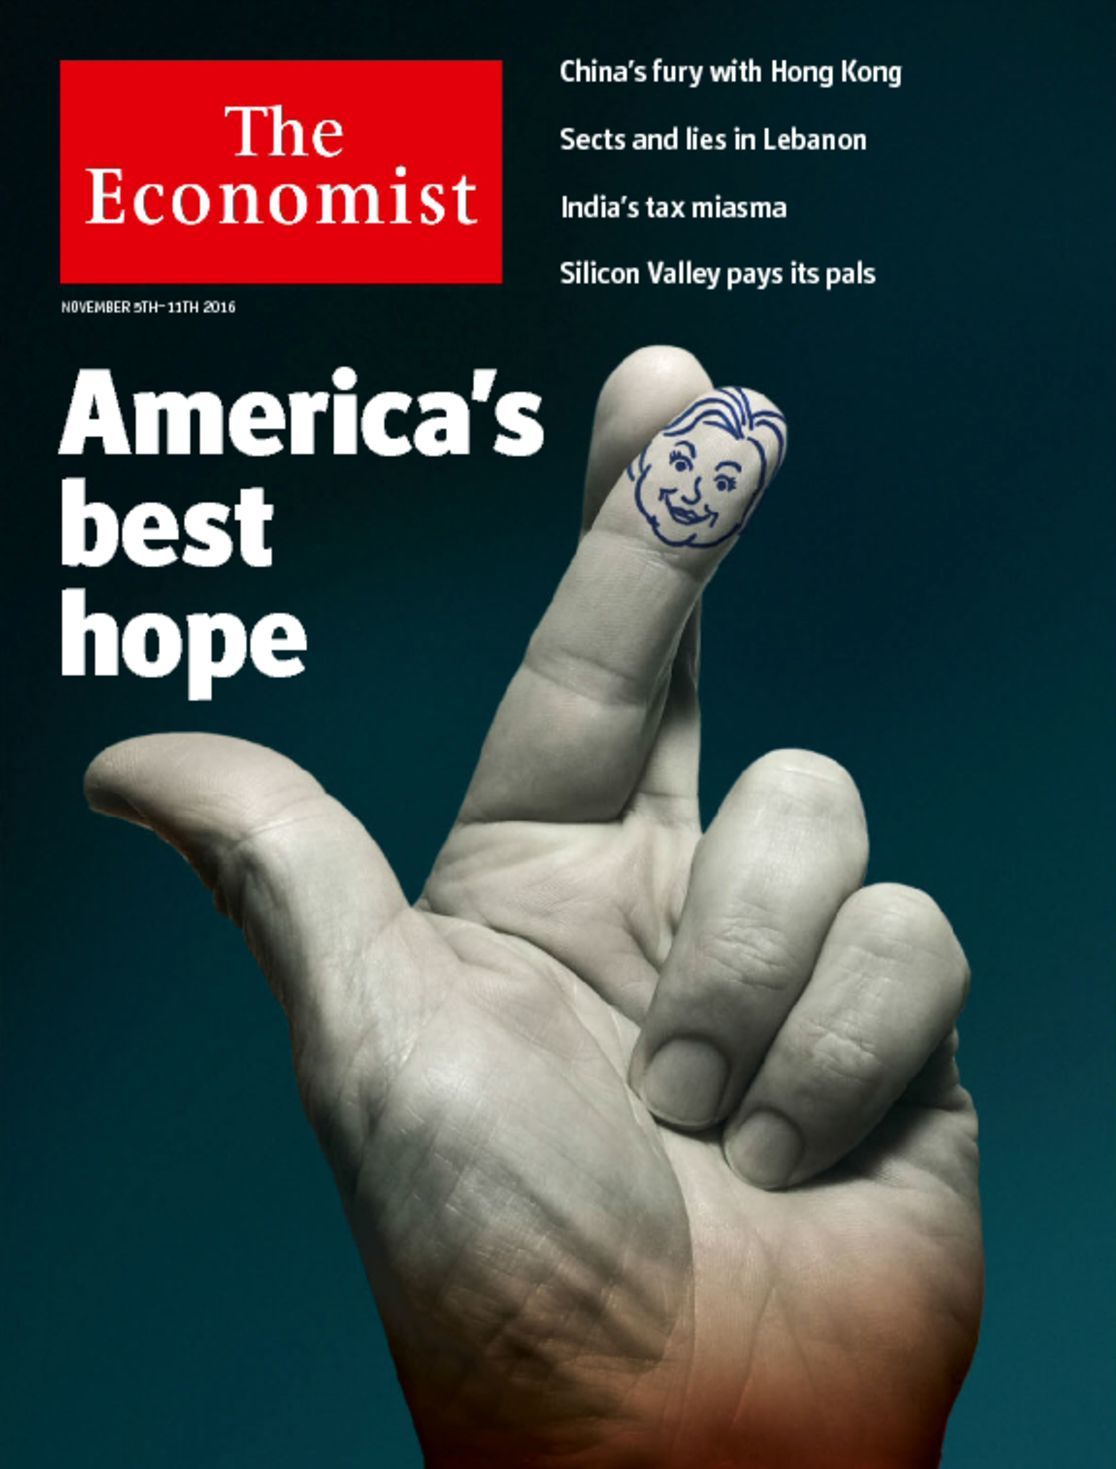 The
Economist
China's fury with Hong Kong
Sects and lies in Lebanon
India's tax miasma
Silicon Valley pays its pals
NOVEMBER 5TH–11TH 2016
America's
best
hope